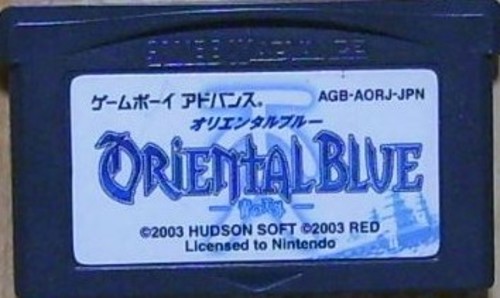 ゲームボーイ アドバンス® AGB-AORJ-JPN
オリエンタルブルー
ORIENTAL BLUE
©2003 HUDSON SOFT ©2003 RED
Licensed to Nintendo